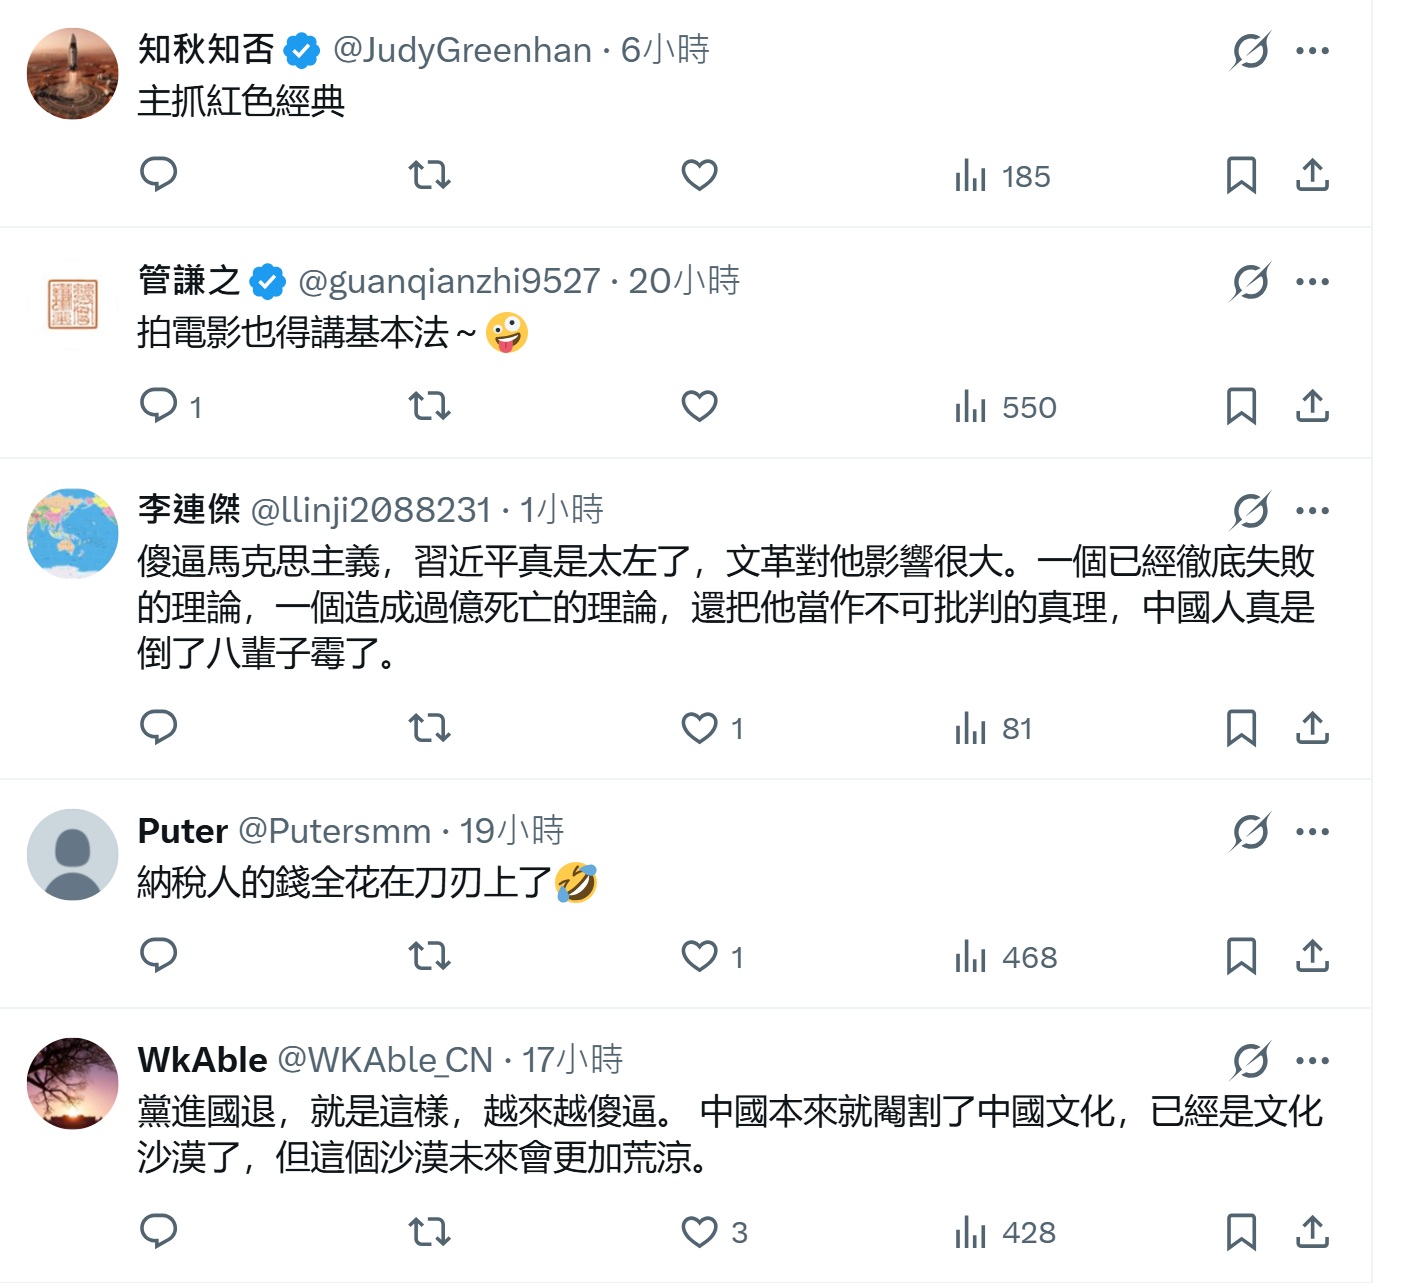 知秋知否 @JudyGreenhan · 6小時
主抓紅色經典
185
管謙之 @guanqianzhi9527 · 20小時
拍電影也得講基本法～🤪
1 550
李連傑 @llinji2088231 · 1小時
傻逼馬克思主義，習近平真是太左了，文革對他影響很大。一個已經徹底失敗
的理論，一個造成過億死亡的理論，還把他當作不可批判的真理，中國人真是
倒了八輩子霉了。
1 81
Puter @Putersmm · 19小時
納稅人的錢全花在刀刃上了🤣
1 468
WkAble @WKAble_CN · 17小時
黨進國退，就是這樣，越來越傻逼。 中國本來就閹割了中國文化，已經是文化
沙漠了，但這個沙漠未來會更加荒涼。
3 428